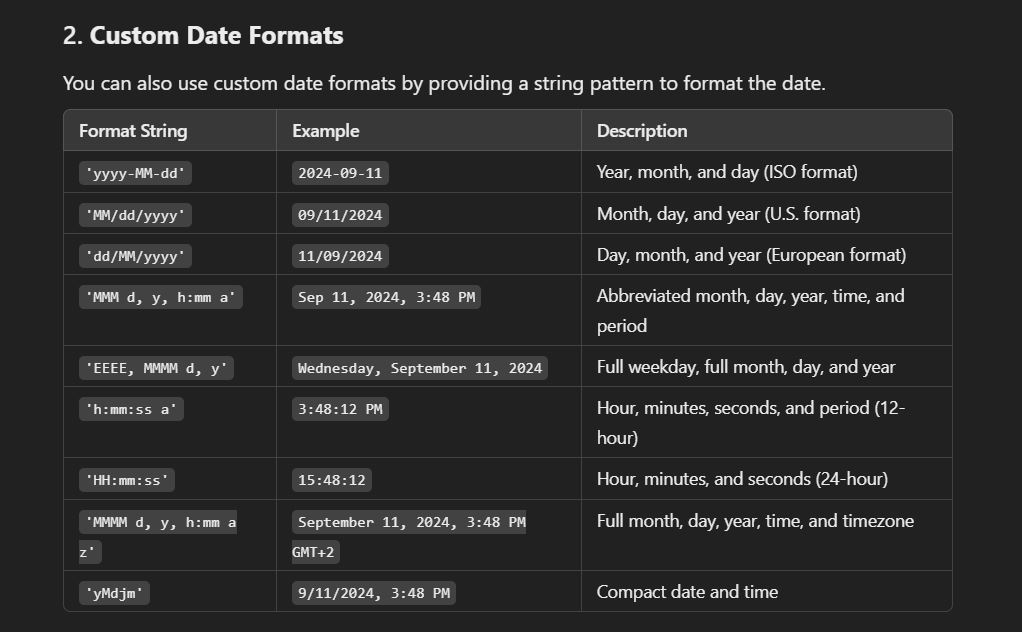 2. Custom Date Formats
You can also use custom date formats by providing a string pattern to format the date.
Format String Example Description
'yyyy-MM-dd' 2024-09-11 Year, month, and day (ISO format)
'MM/dd/yyyy' 09/11/2024 Month, day, and year (U.S. format)
'dd/MM/yyyy' 11/09/2024 Day, month, and year (European format)
'MMM d, y, h:mm a' Sep 11, 2024, 3:48 PM Abbreviated month, day, year, time, and
period
'EEEE, MMMM d, y' Wednesday, September 11, 2024 Full weekday, full month, day, and year
'h:mm:ss a' 3:48:12 PM Hour, minutes, seconds, and period (12-
hour)
'HH:mm:ss' 15:48:12 Hour, minutes, and seconds (24-hour)
'MMMM d, y, h:mm a September 11, 2024, 3:48 PM Full month, day, year, time, and timezone
z' GMT+2
'yMdjm' 9/11/2024, 3:48 PM Compact date and time